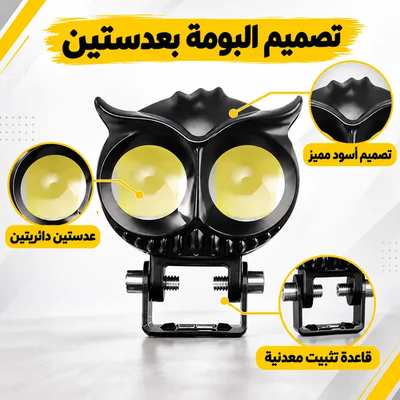 تصميم البومة بعدستين
تصميم أسود مميز
عدستين دائريتين
قاعدة تثبيت معدنية